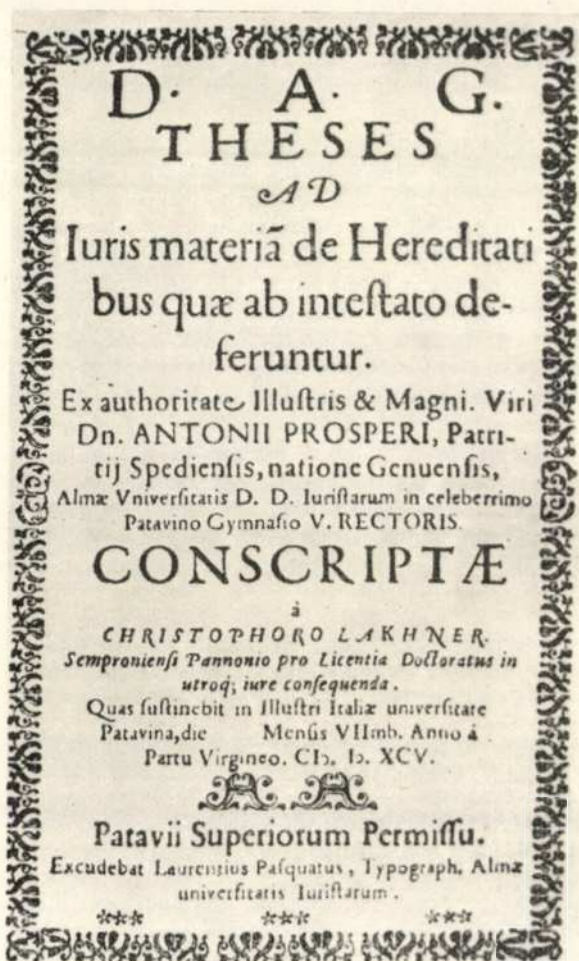 D. A. G.
THESES
AD
Iuris materiã de Hereditati
bus quæ ab inteſtato de-
feruntur.
Ex authoritate Illuſtris & Magni. Viri
Dn. ANTONII PROSPERI, Patri-
tij Spedienſis, natione Genuenſis,
Almæ Vniverſitatis D. D. Iuriſtarum in celeberrimo
Patavino Gymnaſio V. RECTORIS.
CONSCRIPTÆ
à
CHRISTOPHORO LAKHNER.
Sempronienſi Pannonio pro Licentia Doctoratus in
utroq; iure conſequenda.
Quas ſuſtinebit in Illuſtri Italiæ univerſitate
Patavina, die Menſis VIImb. Anno á
Partu Virgineo. CIↃ. IↃ. XCV.
Patavii Superiorum Permiſſu.
Excudebat Laurentius Paſquatus, Typograph. Almæ
univerſitatis Iuriſtarum.
*** *** ***